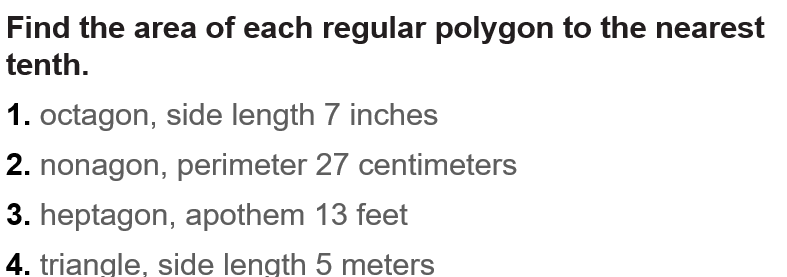 Find the area of each regular polygon to the nearest
tenth.
1. octagon, side length 7 inches
2. nonagon, perimeter 27 centimeters
3. heptagon, apothem 13 feet
4. triangle, side length 5 meters